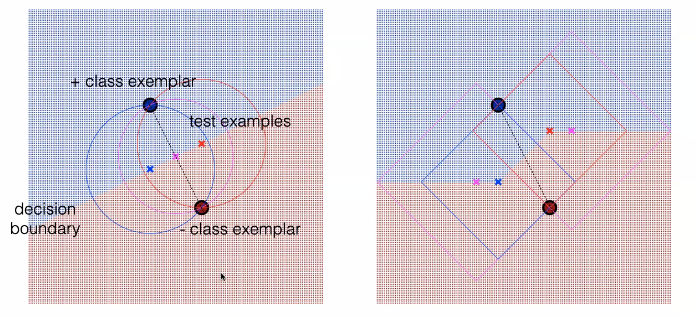 + class exemplar
test examples
decision
boundary
- class exemplar